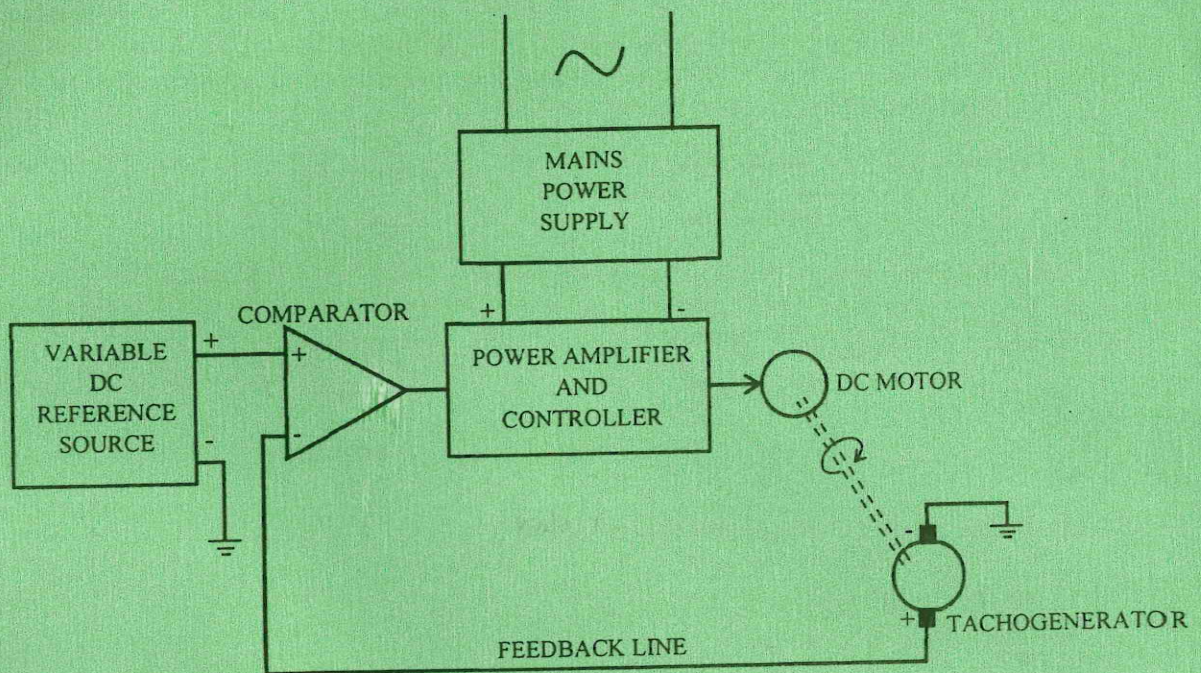 MAINS
POWER
SUPPLY
+ -
COMPARATOR
VARIABLE
DC
REFERENCE
SOURCE
+
-
+
-
POWER AMPLIFIER
AND
CONTROLLER
DC MOTOR
-
+
TACHOGENERATOR
FEEDBACK LINE